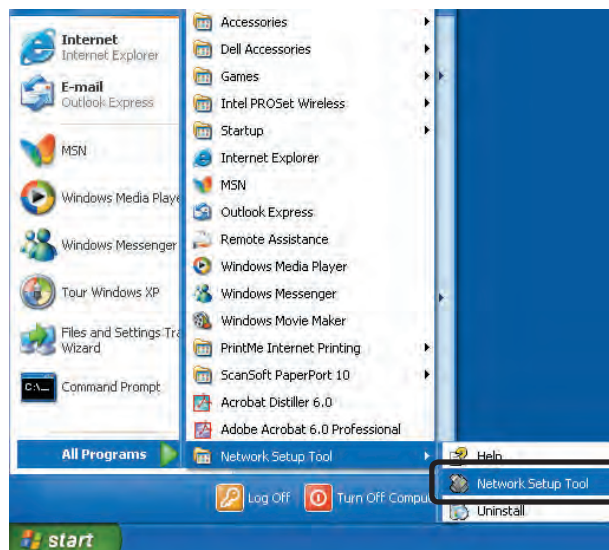 Internet
Internet Explorer
E-mail
Outlook Express
MSN
Windows Media Playe
Windows Messenger
Tour Windows XP
Files and Settings Tra
Wizard
C:\_
Command Prompt
All Programs
Accessories
Dell Accessories
Games
Intel PROSet Wireless
Startup
Internet Explorer
MSN
Outlook Express
Remote Assistance
Windows Media Player
Windows Messenger
Windows Movie Maker
PrintMe Internet Printing
ScanSoft PaperPort 10
Acrobat Distiller 6.0
Adobe Acrobat 6.0 Professional
Network Setup Tool
Help
Network Setup Tool
Uninstall
Log Off
Turn Off Compu
start